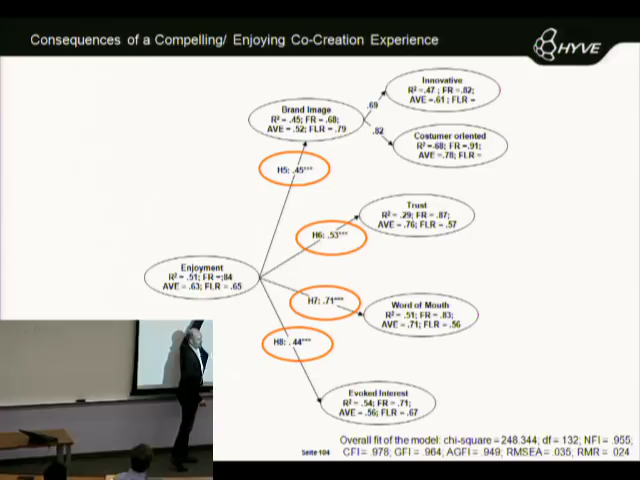 Consequences of a Compelling/ Enjoying Co-Creation Experience
HYVE
Innovative
R² = .47 ; FR = .82;
AVE =.61 ; FLR =
.69
Brand Image
R² = .45; FR = .68;
AVE = .52; FLR = .79
.82
Costumer oriented
R² =.68; FR =.91;
AVE =.78; FLR =
H5: .45***
Trust
R² = .29; FR = .87;
AVE = .76; FLR = .57
H6: .53***
Enjoyment
R² = .51; FR =.84
AVE = .63; FLR = .65
H7: .71***
Word of Mouth
R² = .51; FR = .83;
AVE = .71; FLR = .56
H8: .44***
Evoked Interest
R² = .54; FR = .71;
AVE = .56; FLR = .67
Overall fit of the model: chi-square = 248.344, df = 132; NFI = .955;
Seite 104
CFI = .978; GFI = .964; AGFI = .949; RMSEA = .035; RMR = .024